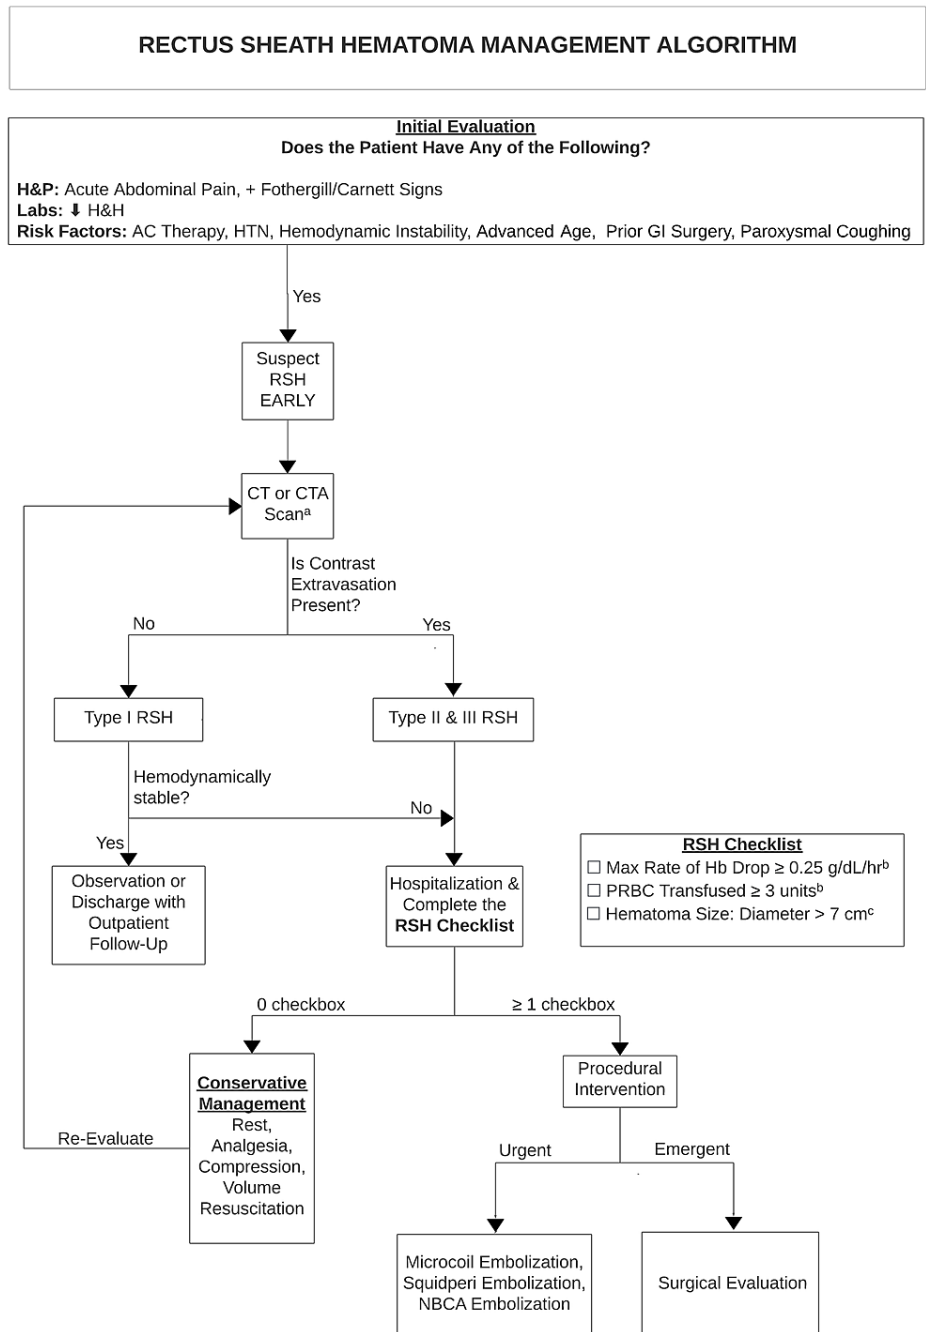 RECTUS SHEATH HEMATOMA MANAGEMENT ALGORITHM
Initial Evaluation
Does the Patient Have Any of the Following?
H&P: Acute Abdominal Pain, + Fothergill/Carnett Signs
Labs: ⬇ H&H
Risk Factors: AC Therapy, HTN, Hemodynamic Instability, Advanced Age, Prior GI Surgery, Paroxysmal Coughing
Yes
Suspect
RSH
EARLY
CT or CTA
Scanᵃ
Is Contrast
Extravasation
Present?
No
Yes
Type I RSH
Type II & III RSH
Hemodynamically
stable?
No
Yes
Observation or
Discharge with
Outpatient
Follow-Up
Hospitalization &
Complete the
RSH Checklist
RSH Checklist
☐ Max Rate of Hb Drop ≥ 0.25 g/dL/hrᵇ
☐ PRBC Transfused ≥ 3 unitsᵇ
☐ Hematoma Size: Diameter > 7 cmᶜ
0 checkbox
≥ 1 checkbox
Conservative
Management
Rest,
Analgesia,
Compression,
Volume
Resuscitation
Re-Evaluate
Procedural
Intervention
Urgent
Emergent
Microcoil Embolization,
Squidperi Embolization,
NBCA Embolization
Surgical Evaluation